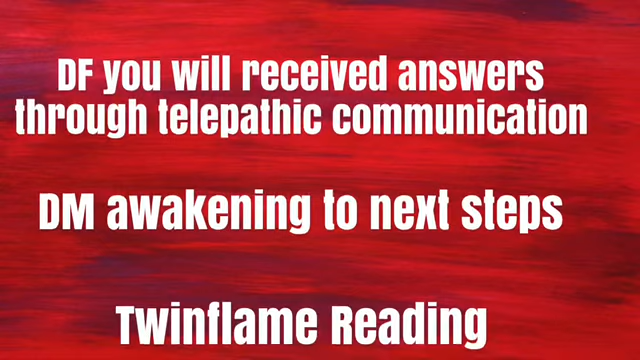 DF you will received answers
through telepathic communication
DM awakening to next steps
Twinflame Reading